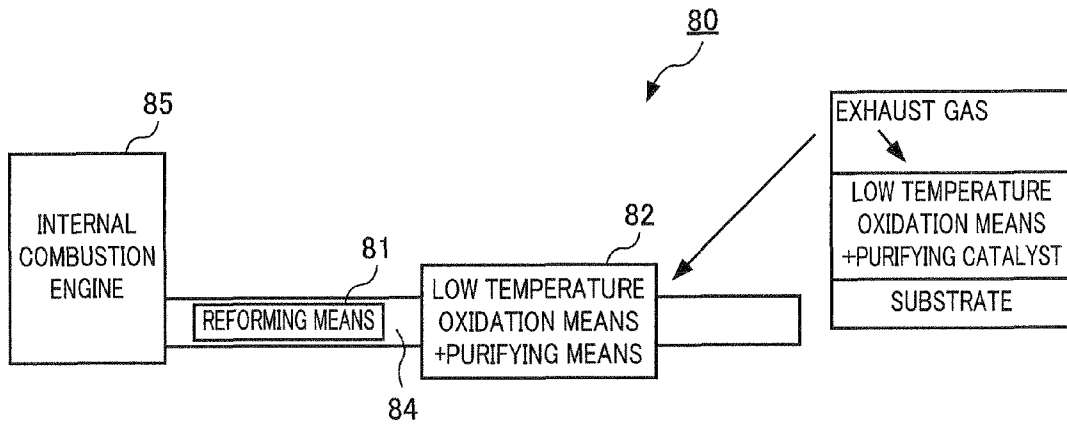 80
85
INTERNAL
COMBUSTION
ENGINE
81
REFORMING MEANS
84
82
LOW TEMPERATURE
OXIDATION MEANS
+PURIFYING MEANS
EXHAUST GAS
LOW TEMPERATURE
OXIDATION MEANS
+PURIFYING CATALYST
SUBSTRATE